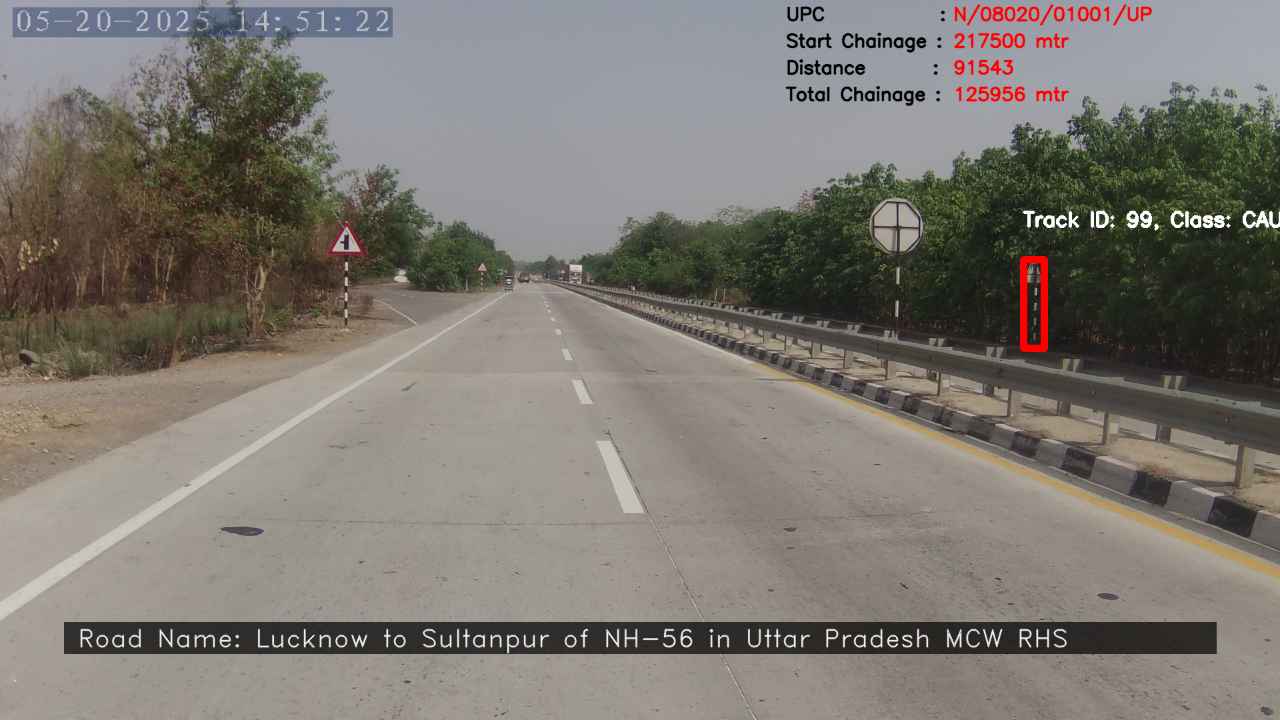 05-20-2025 14:51:22
UPC : N/08020/01001/UP
Start Chainage : 217500 mtr
Distance : 91543
Total Chainage : 125956 mtr
Track ID: 99, Class: CAU
Road Name: Lucknow to Sultanpur of NH-56 in Uttar Pradesh MCW RHS